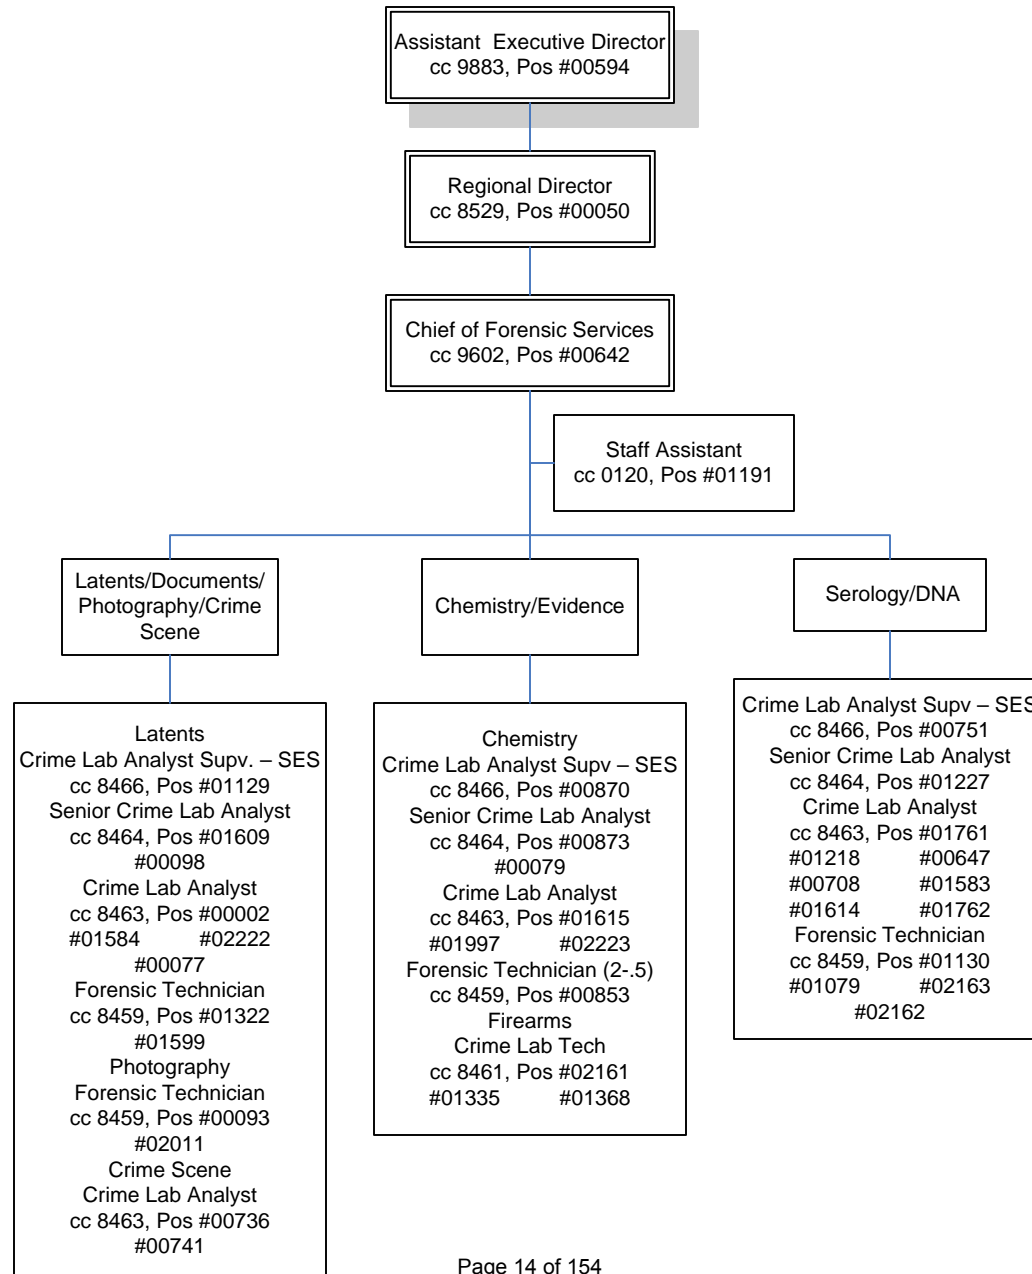 Assistant  Executive Director
cc 9883, Pos #00594
Regional Director
cc 8529, Pos #00050
Chief of Forensic Services
cc 9602, Pos #00642
Staff Assistant
cc 0120, Pos #01191
Latents/Documents/
Photography/Crime
Scene
Chemistry/Evidence
Serology/DNA
Latents
Crime Lab Analyst Supv. – SES
cc 8466, Pos #01129
Senior Crime Lab Analyst
cc 8464, Pos #01609
#00098
Crime Lab Analyst
cc 8463, Pos #00002
#01584 #02222
#00077
Forensic Technician
cc 8459, Pos #01322
#01599
Photography
Forensic Technician
cc 8459, Pos #00093
#02011
Crime Scene
Crime Lab Analyst
cc 8463, Pos #00736
#00741
Chemistry
Crime Lab Analyst Supv – SES
cc 8466, Pos #00870
Senior Crime Lab Analyst
cc 8464, Pos #00873
#00079
Crime Lab Analyst
cc 8463, Pos #01615
#01997 #02223
Forensic Technician (2-.5)
cc 8459, Pos #00853
Firearms
Crime Lab Tech
cc 8461, Pos #02161
#01335 #01368
Crime Lab Analyst Supv – SES
cc 8466, Pos #00751
Senior Crime Lab Analyst
cc 8464, Pos #01227
Crime Lab Analyst
cc 8463, Pos #01761
#01218 #00647
#00708 #01583
#01614 #01762
Forensic Technician
cc 8459, Pos #01130
#01079 #02163
#02162
Page 14 of 154